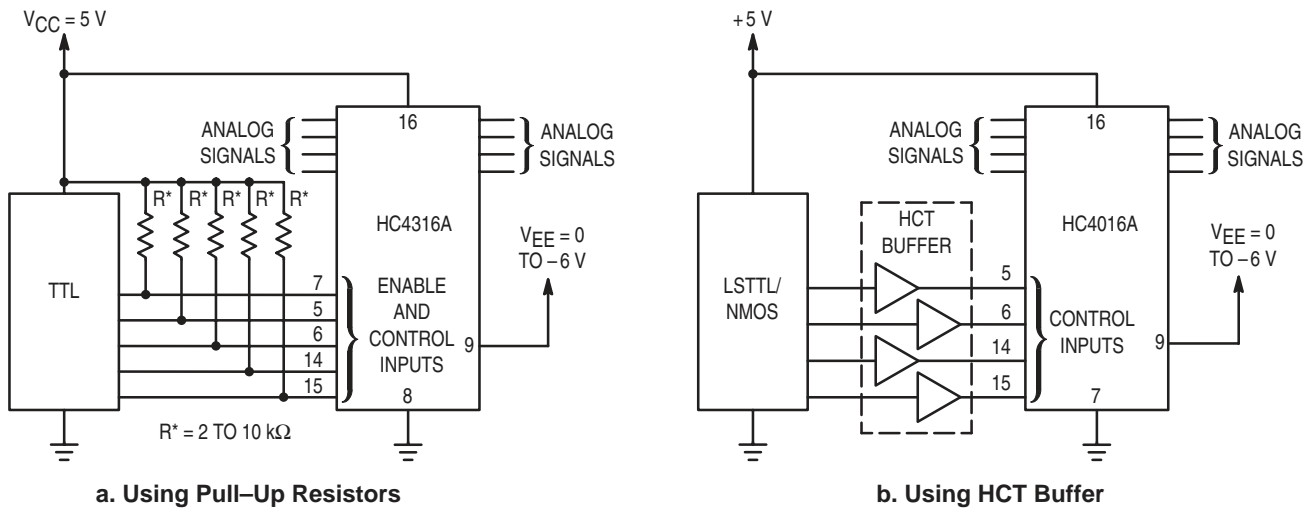 VCC = 5 V
16
ANALOG
SIGNALS
ANALOG
SIGNALS
R* R* R* R* R*
HC4316A
VEE = 0
TO –6 V
TTL
7
5
6
14
15
ENABLE
AND
CONTROL
INPUTS
9
8
R* = 2 TO 10 kΩ
a. Using Pull–Up Resistors
+5 V
16
ANALOG
SIGNALS
ANALOG
SIGNALS
HCT
BUFFER
HC4016A
VEE = 0
TO –6 V
LSTTL/
NMOS
5
6
14
15
CONTROL
INPUTS
9
7
b. Using HCT Buffer